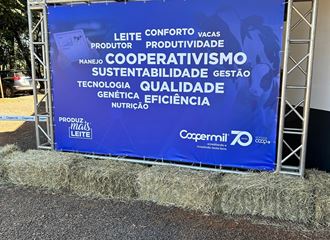 LEITE CONFORTO VACAS
PRODUTOR PRODUTIVIDADE
MANEJO COOPERATIVISMO
SUSTENTABILIDADE GESTÃO
TECNOLOGIA QUALIDADE
GENÉTICA EFICIÊNCIA
NUTRIÇÃO
PRODUZ
mais
LEITE
Coopermil 70